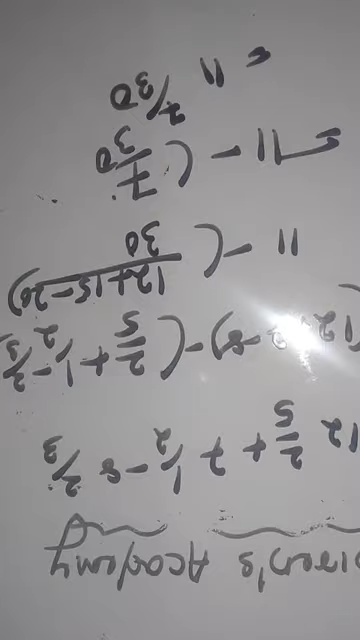 Academy
12 2/5 + 7 1/2 - 8 2/3
-8) - (2/5 + 1/2 - 2/3
11 - (12+15-20/30)
= 11 - (7/30
= 11 7/30